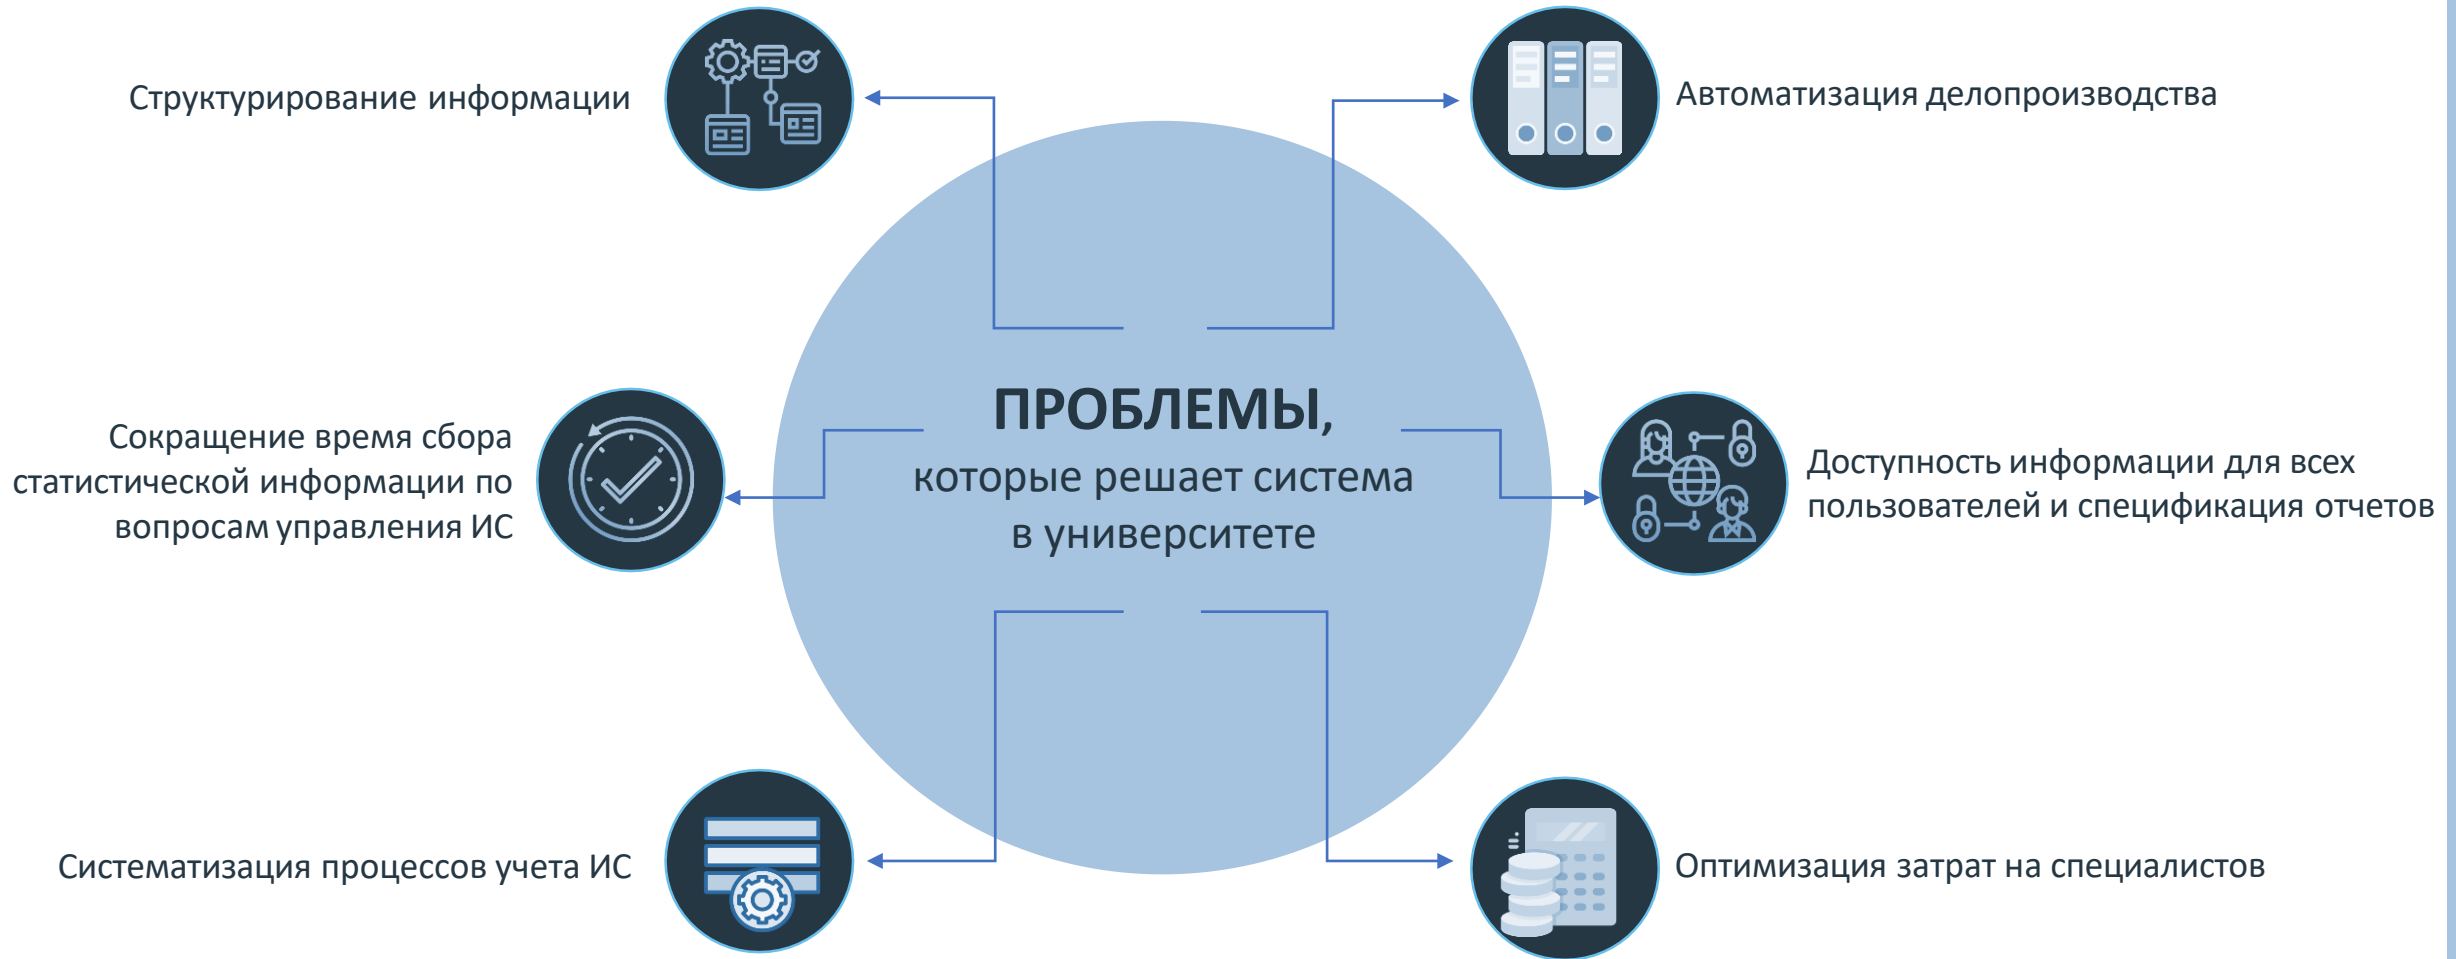 Структурирование информации
Автоматизация делопроизводства
ПРОБЛЕМЫ,
которые решает система
в университете
Сокращение время сбора
статистической информации по
вопросам управления ИС
Доступность информации для всех
пользователей и спецификация отчетов
Систематизация процессов учета ИС
Оптимизация затрат на специалистов